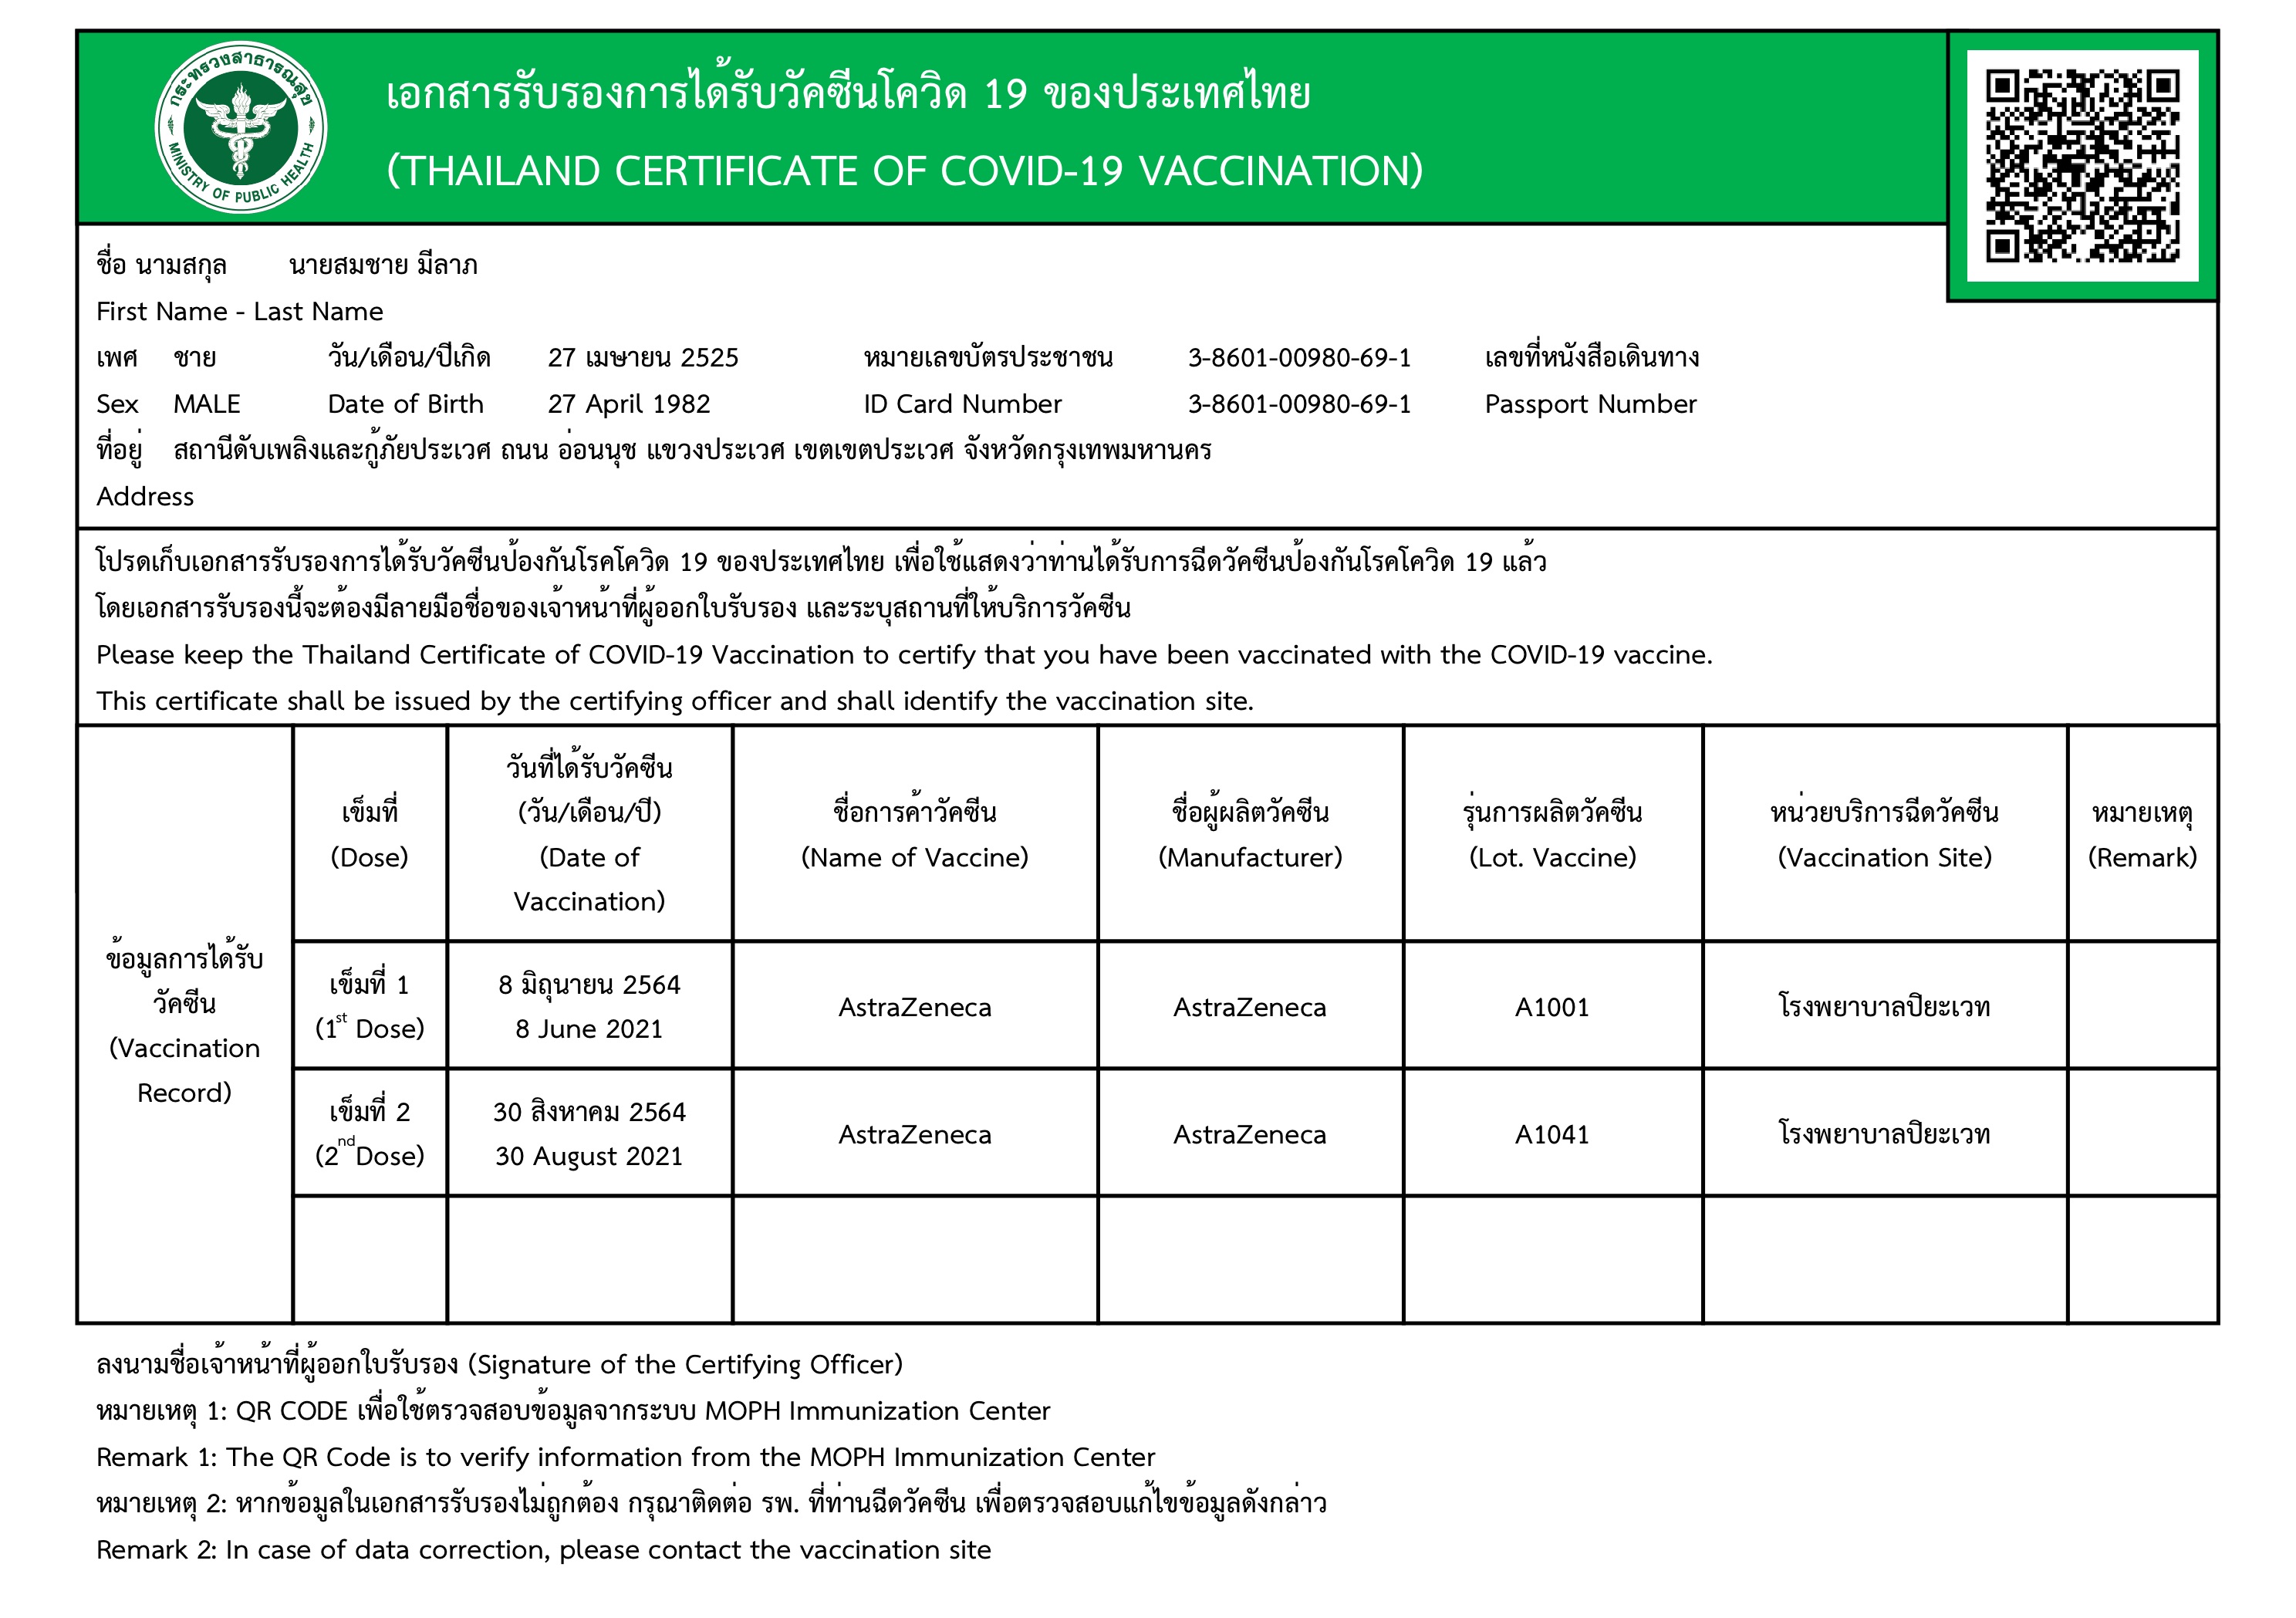 กระทรวงสาธารณสุข
MINISTRY OF PUBLIC HEALTH
เอกสารรับรองการได้รับวัคซีนโควิด 19 ของประเทศไทย
(THAILAND CERTIFICATE OF COVID-19 VACCINATION)
ชื่อ นามสกุล นายสมชาย มีลาภ
First Name - Last Name
เพศ ชาย วัน/เดือน/ปีเกิด 27 เมษายน 2525 หมายเลขบัตรประชาชน 3-8601-00980-69-1 เลขที่หนังสือเดินทาง
Sex MALE Date of Birth 27 April 1982 ID Card Number 3-8601-00980-69-1 Passport Number
ที่อยู่ สถานีดับเพลิงและกู้ภัยประเวศ ถนน อ่อนนุช แขวงประเวศ เขตเขตประเวศ จังหวัดกรุงเทพมหานคร
Address
โปรดเก็บเอกสารรับรองการได้รับวัคซีนป้องกันโรคโควิด 19 ของประเทศไทย เพื่อใช้แสดงว่าท่านได้รับการฉีดวัคซีนป้องกันโรคโควิด 19 แล้ว
โดยเอกสารรับรองนี้จะต้องมีลายมือชื่อของเจ้าหน้าที่ผู้ออกใบรับรอง และระบุสถานที่ให้บริการวัคซีน
Please keep the Thailand Certificate of COVID-19 Vaccination to certify that you have been vaccinated with the COVID-19 vaccine.
This certificate shall be issued by the certifying officer and shall identify the vaccination site.
ข้อมูลการได้รับ
วัคซีน
(Vaccination
Record)
เข็มที่
(Dose)
วันที่ได้รับวัคซีน
(วัน/เดือน/ปี)
(Date of
Vaccination)
ชื่อการค้าวัคซีน
(Name of Vaccine)
ชื่อผู้ผลิตวัคซีน
(Manufacturer)
รุ่นการผลิตวัคซีน
(Lot. Vaccine)
หน่วยบริการฉีดวัคซีน
(Vaccination Site)
หมายเหตุ
(Remark)
เข็มที่ 1
(1st Dose)
8 มิถุนายน 2564
8 June 2021
AstraZeneca
AstraZeneca
A1001
โรงพยาบาลปิยะเวท
เข็มที่ 2
(2nd Dose)
30 สิงหาคม 2564
30 August 2021
AstraZeneca
AstraZeneca
A1041
โรงพยาบาลปิยะเวท
ลงนามชื่อเจ้าหน้าที่ผู้ออกใบรับรอง (Signature of the Certifying Officer)
หมายเหตุ 1: QR CODE เพื่อใช้ตรวจสอบข้อมูลจากระบบ MOPH Immunization Center
Remark 1: The QR Code is to verify information from the MOPH Immunization Center
หมายเหตุ 2: หากข้อมูลในเอกสารรับรองไม่ถูกต้อง กรุณาติดต่อ รพ. ที่ท่านฉีดวัคซีน เพื่อตรวจสอบแก้ไขข้อมูลดังกล่าว
Remark 2: In case of data correction, please contact the vaccination site